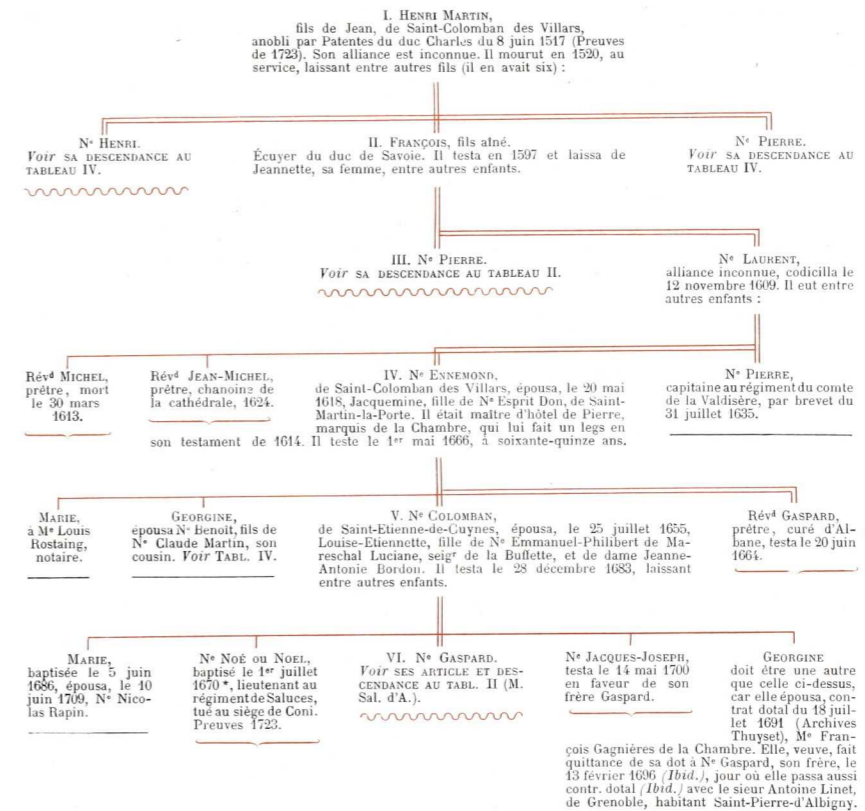 I. HENRI MARTIN,
fils de Jean, de Saint-Colomban des Villars,
anobli par Patentes du duc Charles du 8 juin 1517 (Preuves
de 1723). Son alliance est inconnue. Il mourut en 1520, au
service, laissant entre autres fils (il en avait six) :
Ne HENRI.
Voir SA DESCENDANCE AU
TABLEAU IV.
II. FRANÇOIS, fils aîné.
Écuyer du duc de Savoie. Il testa en 1597 et laissa de
Jeannette, sa femme, entre autres enfants.
Ne PIERRE.
Voir SA DESCENDANCE AU
TABLEAU IV.
III. Ne PIERRE.
Voir SA DESCENDANCE AU TABLEAU II.
Ne LAURENT,
alliance inconnue, codicilla le
12 novembre 1609. Il eut entre
autres enfants :
Révd MICHEL,
prêtre, mort
le 30 mars
1613.
Révd JEAN-MICHEL,
prêtre, chanoine de
la cathédrale, 1624.
IV. Ne ENNEMOND,
de Saint-Colomban des Villars, épousa, le 20 mai
1618, Jacquemine, fille de Ne Esprit Don, de Saint-
Martin-la-Porte. Il était maître d'hôtel de Pierre,
marquis de la Chambre, qui lui fait un legs en
son testament de 1614. Il teste le 1er mai 1666, à soixante-quinze ans.
Ne PIERRE,
capitaine au régiment du comte
de la Valdisère, par brevet du
31 juillet 1635.
MARIE,
à Me Louis
Rostaing,
notaire.
GEORGINE,
épousa Ne Benoît, fils de
Ne Claude Martin, son
cousin. Voir TABL. IV.
V. Ne COLOMBAN,
de Saint-Etienne-de-Cuynes, épousa, le 25 juillet 1655,
Louise-Etiennette, fille de Ne Emmanuel-Philibert de Ma-
reschal Luciane, seigr de la Buflette, et de dame Jeanne-
Antonie Bordon. Il testa le 28 décembre 1683, laissant
entre autres enfants.
Révd GASPARD,
prêtre, curé d'Al-
bane, testa le 20 juin
1664.
MARIE,
baptisée le 5 juin
1686, épousa, le 10
juin 1709, Ne Nico-
las Rapin.
Ne NOÉ OU NOEL,
baptisé le 1er juillet
1670 *, lieutenant au
régiment de Saluces,
tué au siège de Coni.
Preuves 1723.
VI. Ne GASPARD.
Voir SES ARTICLE ET DES-
CENDANCE AU TABL. II (M.
Sal. d'A.).
Ne JACQUES-JOSEPH,
testa le 14 mai 1700
en faveur de son
frère Gaspard.
GEORGINE
doit être une autre
que celle ci-dessus,
car elle épousa, con-
trat dotal du 18 juil-
let 1691 (Archives
Thuyset), Me Fran-
çois Gagnières de la Chambre. Elle, veuve, fait
quittance de sa dot à Ne Gaspard, son frère, le
13 février 1696 (Ibid.), jour où elle passa aussi
contr. dotal (Ibid.) avec le sieur Antoine Linet,
de Grenoble, habitant Saint-Pierre-d'Albigny.